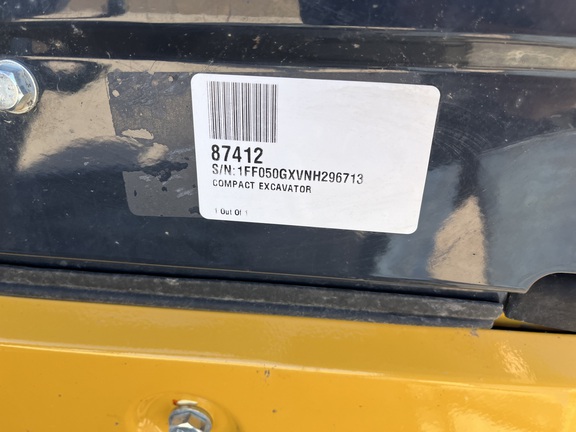 87412
S/N:1FF050GXVNH296713
COMPACT EXCAVATOR
1 Out Of 1